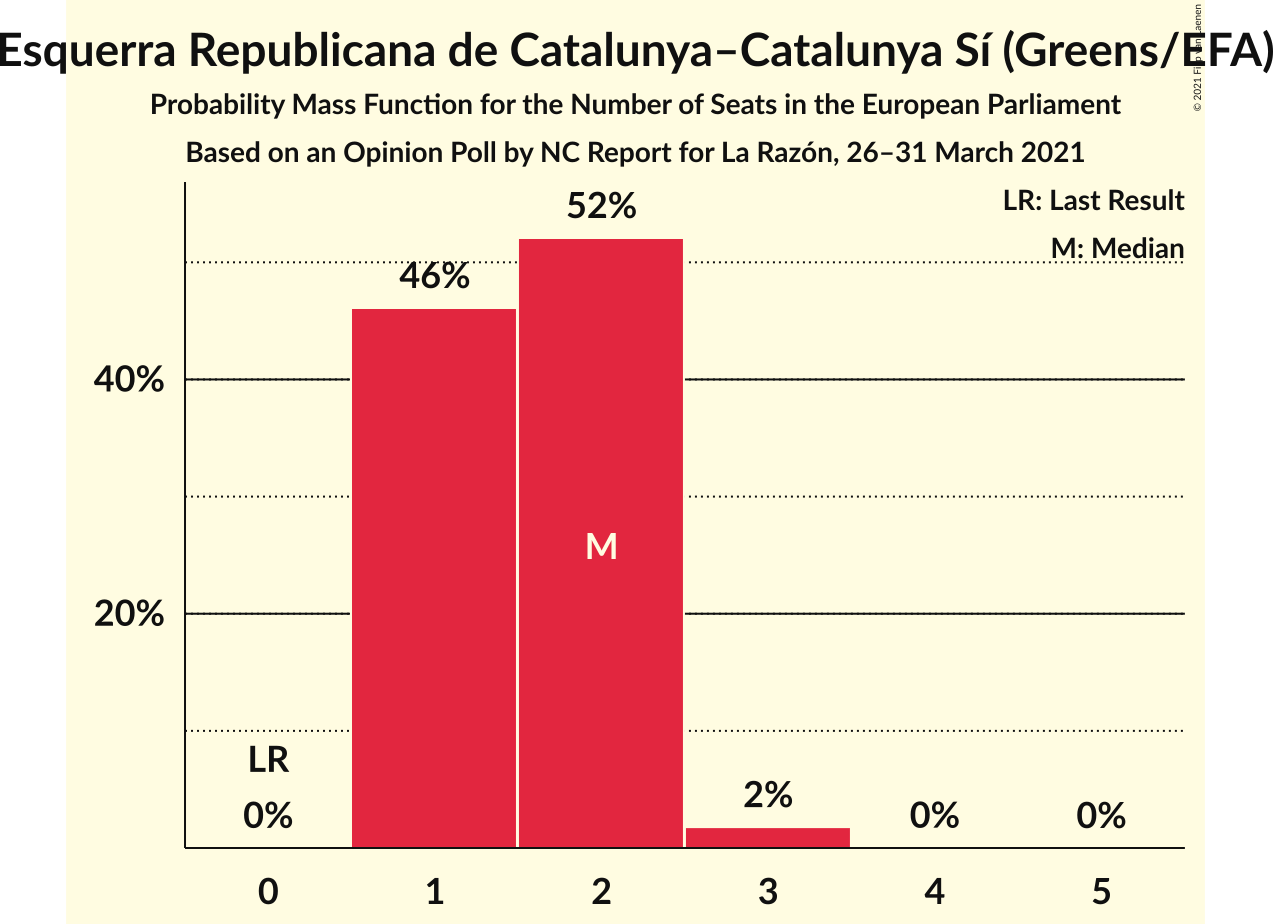 Esquerra Republicana de Catalunya–Catalunya Sí (Greens/EFA)
Probability Mass Function for the Number of Seats in the European Parliament
Based on an Opinion Poll by NC Report for La Razón, 26–31 March 2021
© 2021
LR: Last Result
M: Median
52%
46%
40%
M
20%
LR
0%
2%
0%
0%
0 1 2 3 4 5